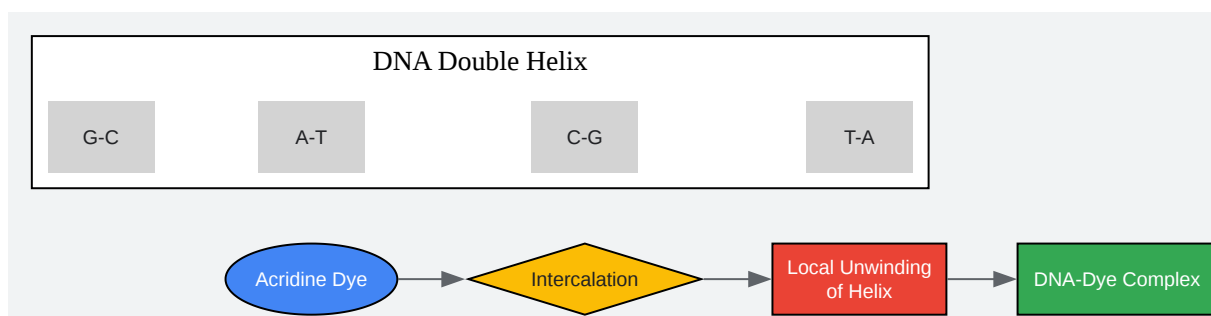 DNA Double Helix
G-C
A-T
C-G
T-A
Acridine Dye
Intercalation
Local Unwinding
of Helix
DNA-Dye Complex